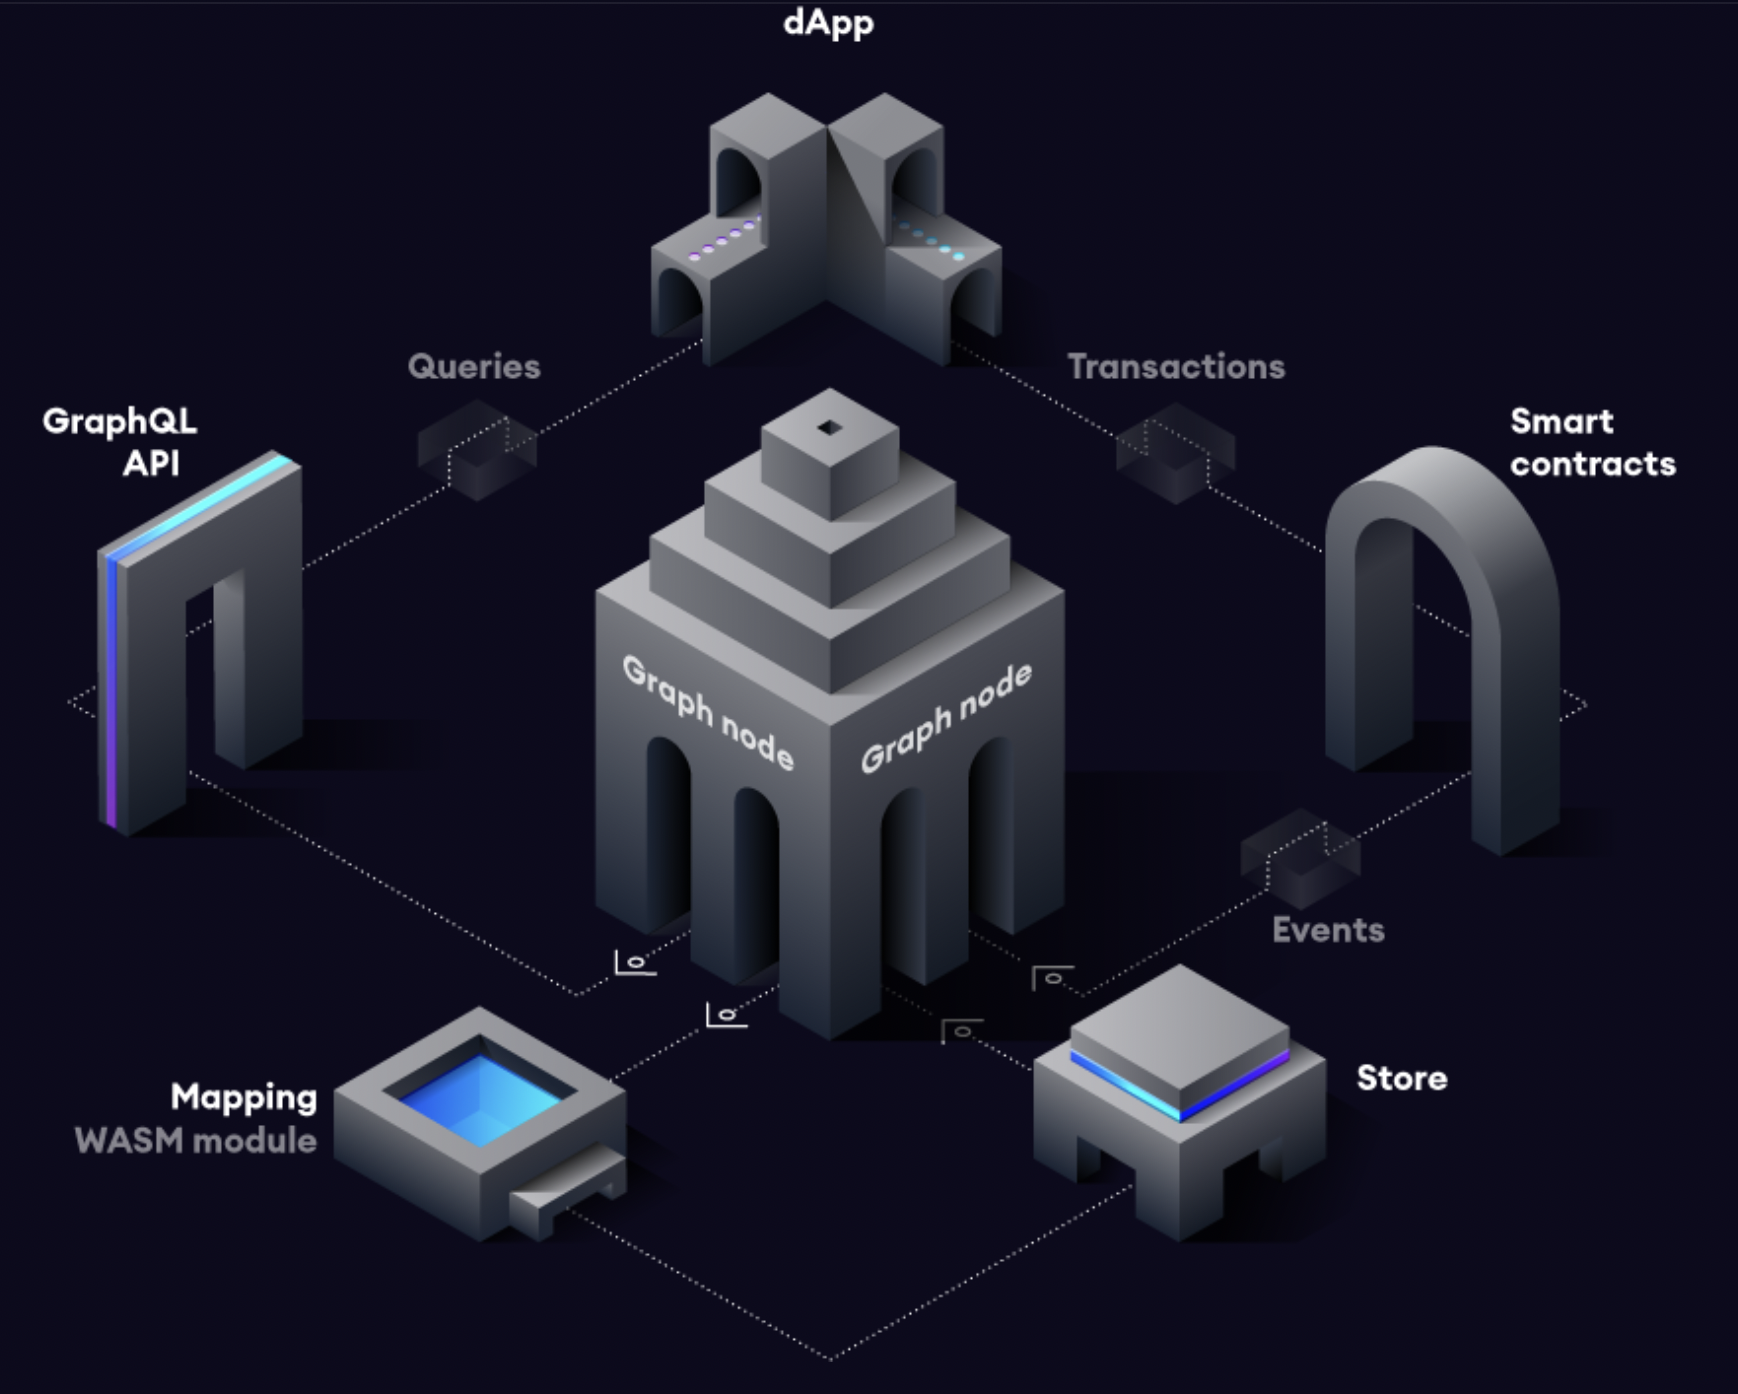 dApp
Queries
Transactions
GraphQL
API
Smart
contracts
Graph node
Graph node
Events
Mapping
WASM module
Store